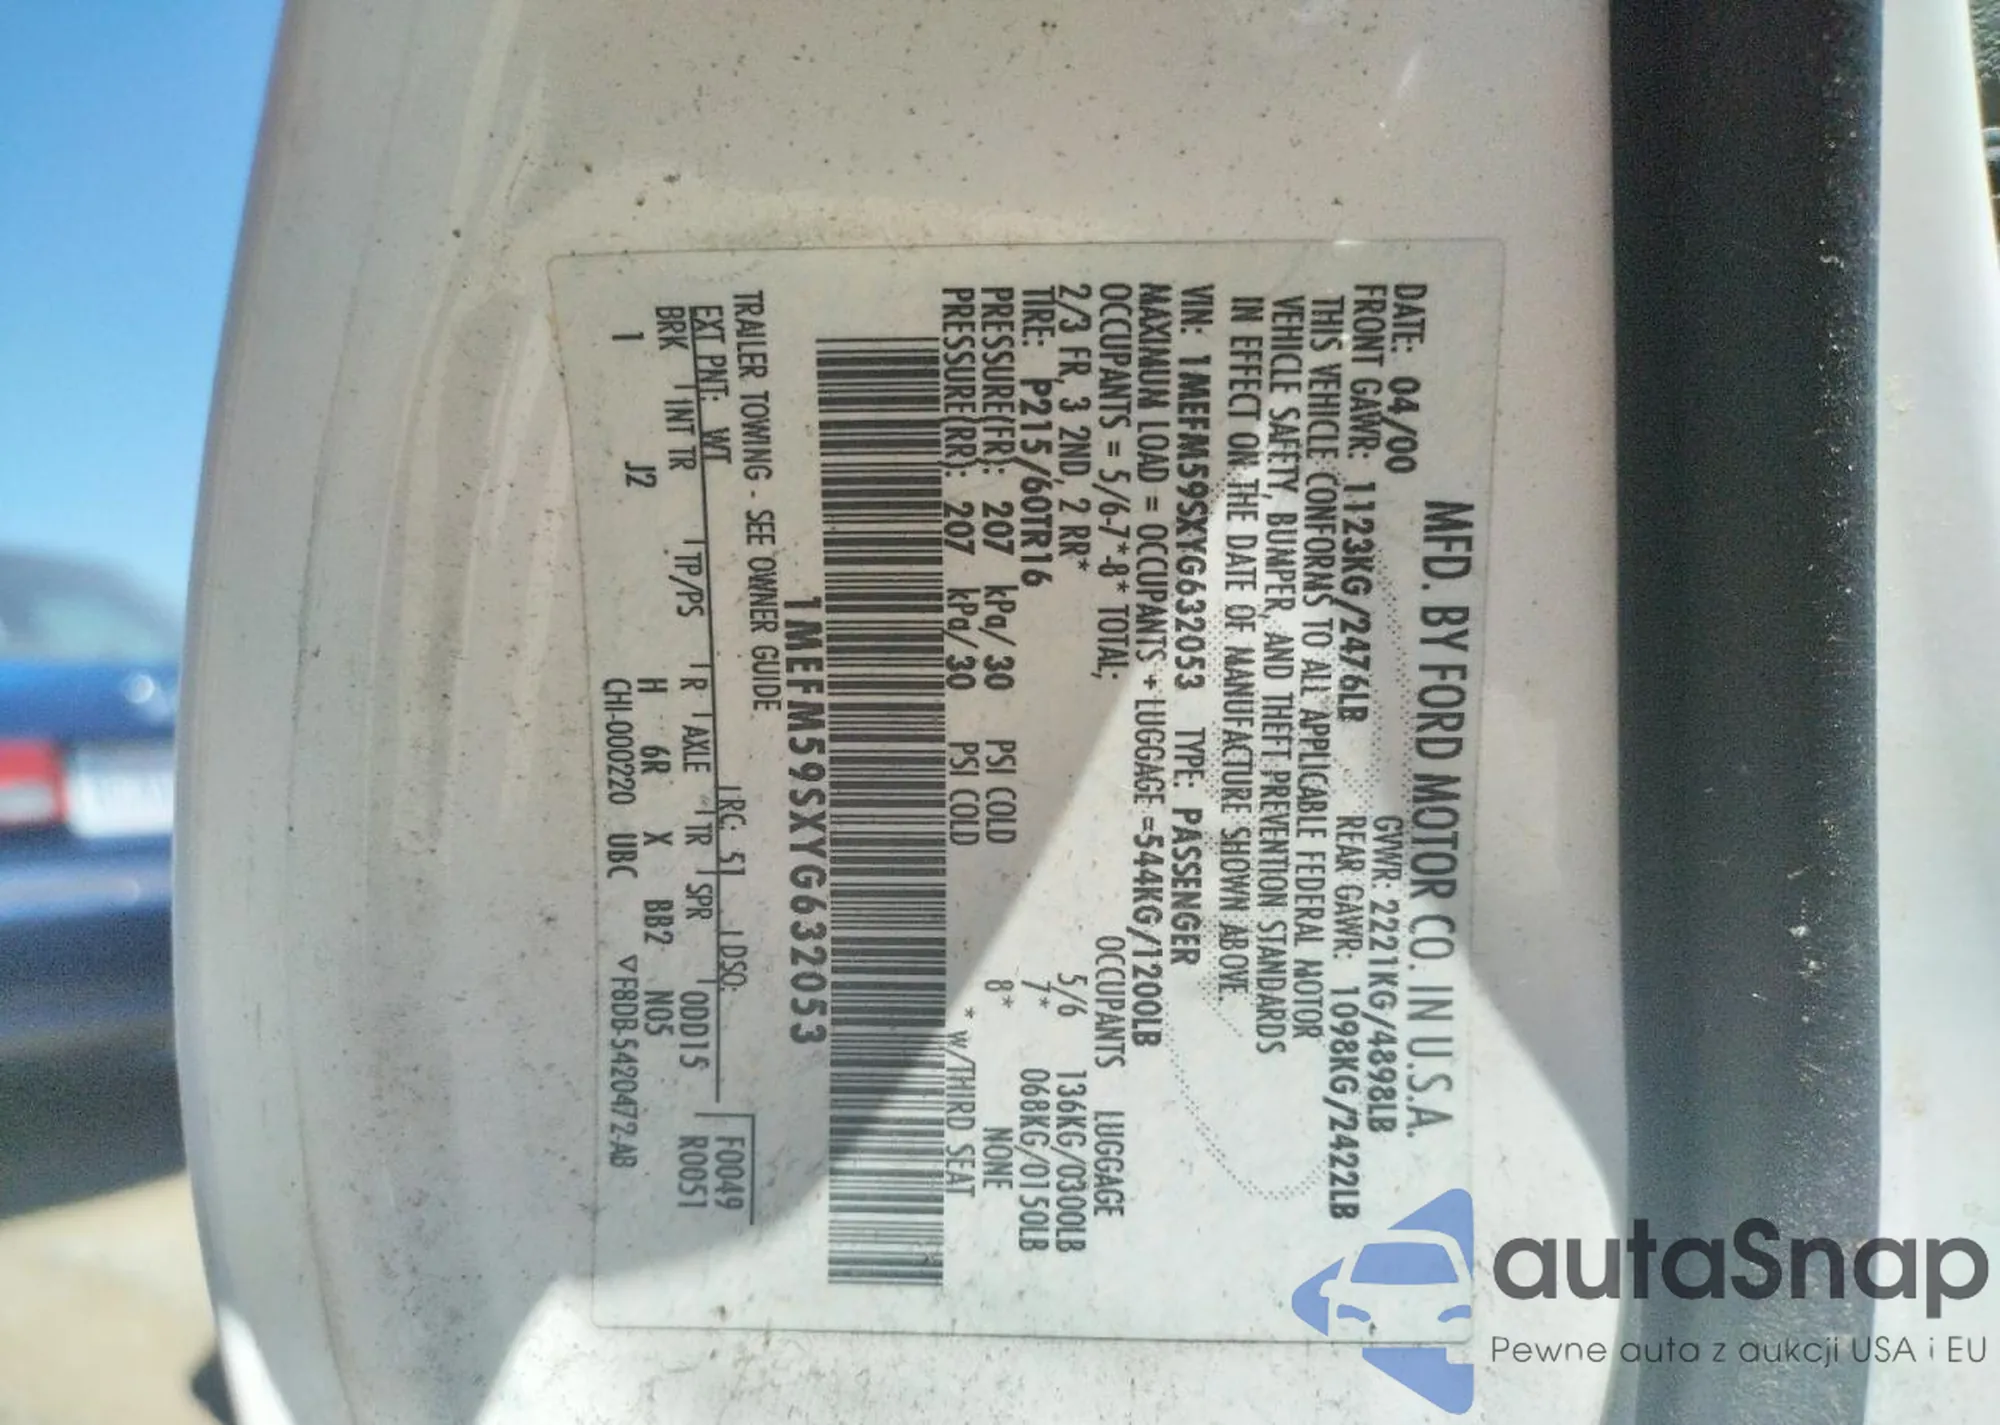 MFD. BY FORD MOTOR CO. IN U.S.A.
DATE: 04/00 GVWR: 2221KG/4898LB
FRONT GAWR: 1123KG/2476LB REAR GAWR: 1098KG/2422LB
THIS VEHICLE CONFORMS TO ALL APPLICABLE FEDERAL MOTOR
VEHICLE SAFETY, BUMPER, AND THEFT PREVENTION STANDARDS
IN EFFECT ON THE DATE OF MANUFACTURE SHOWN ABOVE.
VIN: 1MEFM59SXYG632053 TYPE: PASSENGER
MAXIMUM LOAD = OCCUPANTS + LUGGAGE =544KG/1200LB
OCCUPANTS = 5/6-7*-8* TOTAL; OCCUPANTS LUGGAGE
2/3 FR, 3 2ND, 2 RR* 5/6 136KG/0300LB
TIRE: P215/60TR16 7* 068KG/0150LB
PRESSURE(FR): 207 kPa/30 PSI COLD 8* NONE
PRESSURE(RR): 207 kPa/30 PSI COLD * w/THIRD SEAT
1MEFM59SXYG632053
TRAILER TOWING - SEE OWNER GUIDE
F0049
EXT PNT: WT RC: 51 DSO:
R0051
BRK INT TR TP/PS R AXLE TR SPR ODD15
1 J2 H 6R X BB2 N05
CHI-000220 UBC ▽F8DB-5420472-AB
autaSnap
Pewne auta z aukcji USA i EU